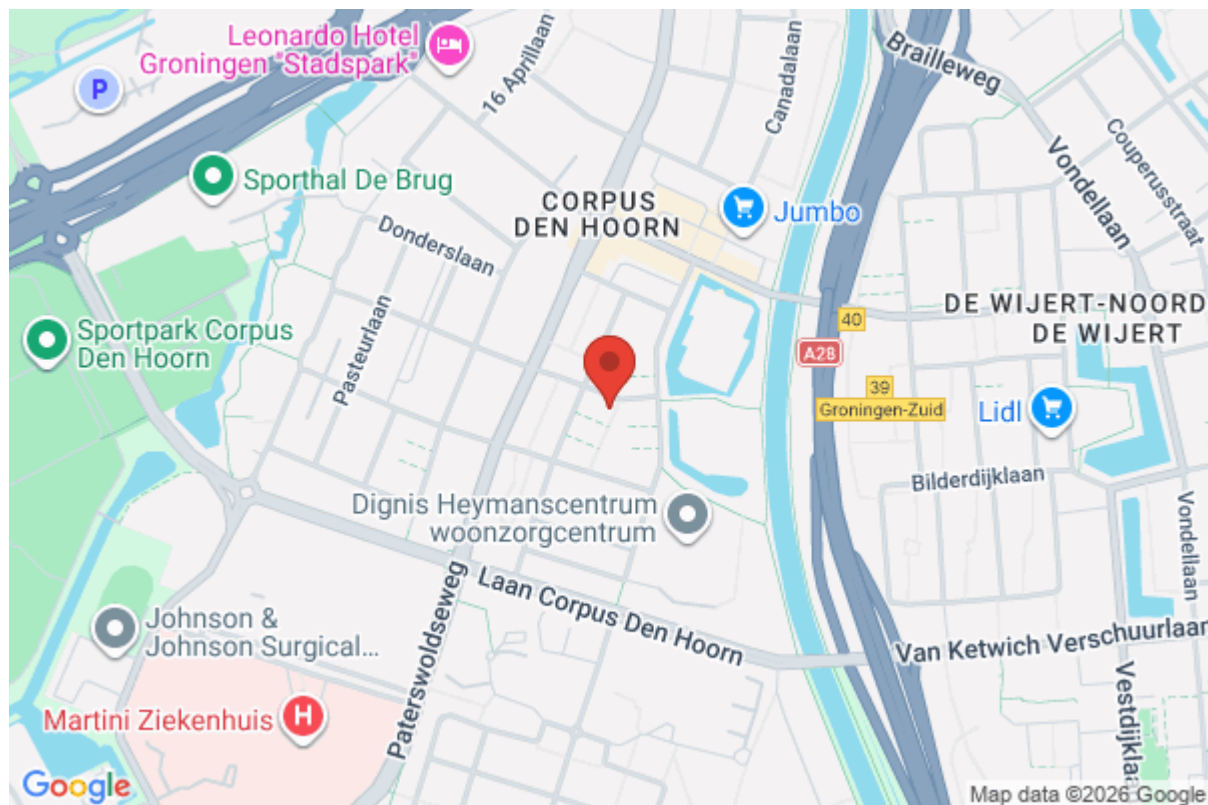 Leonardo Hotel
Groningen "Stadspark"
P
16 Aprillaan
Canadalaan
Brailleweg
Couperusstraat
Vondellaan
Sporthal De Brug
CORPUS
DEN HOORN
Jumbo
Donderslaan
Pasteurlaan
Sportpark Corpus
Den Hoorn
DE WIJERT-NOORD
DE WIJERT
40
A28
39
Groningen-Zuid
Lidl
Bilderdijklaan
Vondellaan
Dignis Heymanscentrum
woonzorgcentrum
Laan Corpus Den Hoorn
Paterswoldseweg
Johnson &
Johnson Surgical...
Martini Ziekenhuis
H
Van Ketwich Verschuurlaan
Vestdijklaan
Google
Map data ©2026 Google